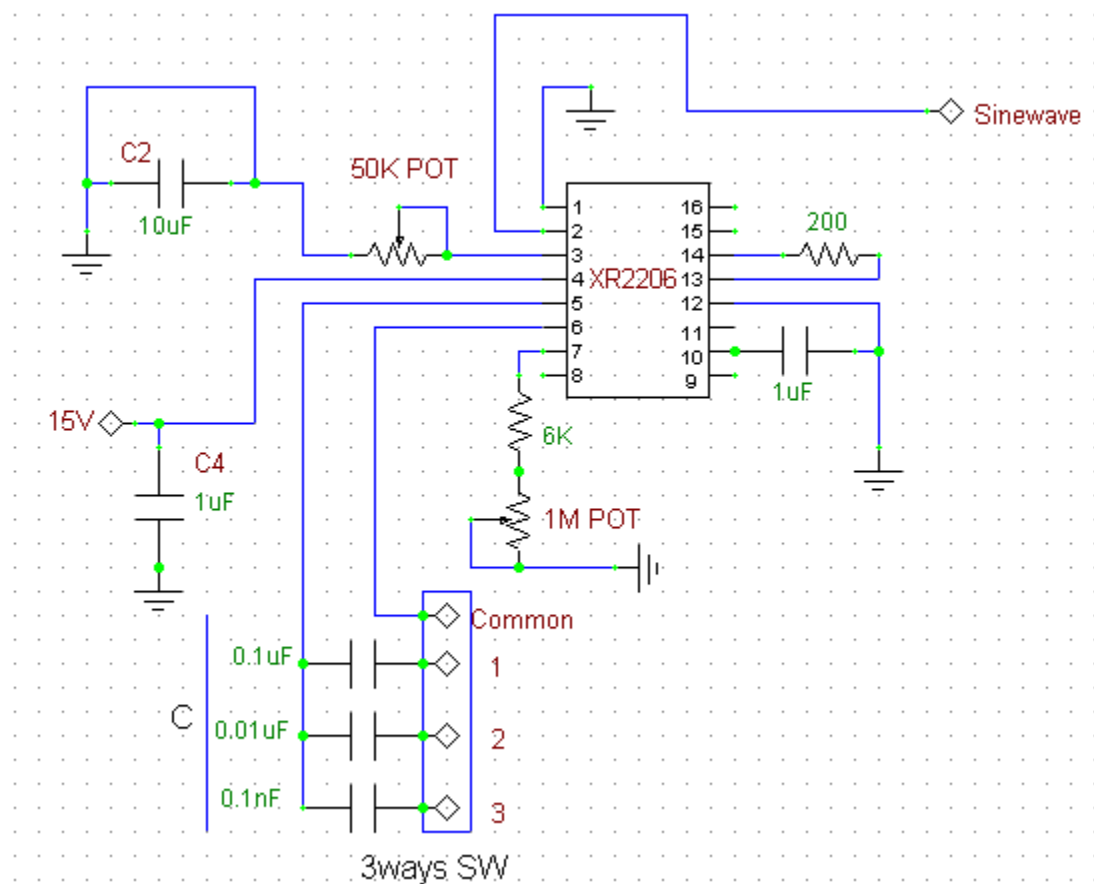 Sinewave
C2
10uF
50K POT
XR2206
1
2
3
4
5
6
7
8
16
15
14
13
12
11
10
9
200
1uF
6K
1M POT
15V
C4
1uF
Common
0.1uF
1
C
0.01uF
2
0.1nF
3
3ways SW